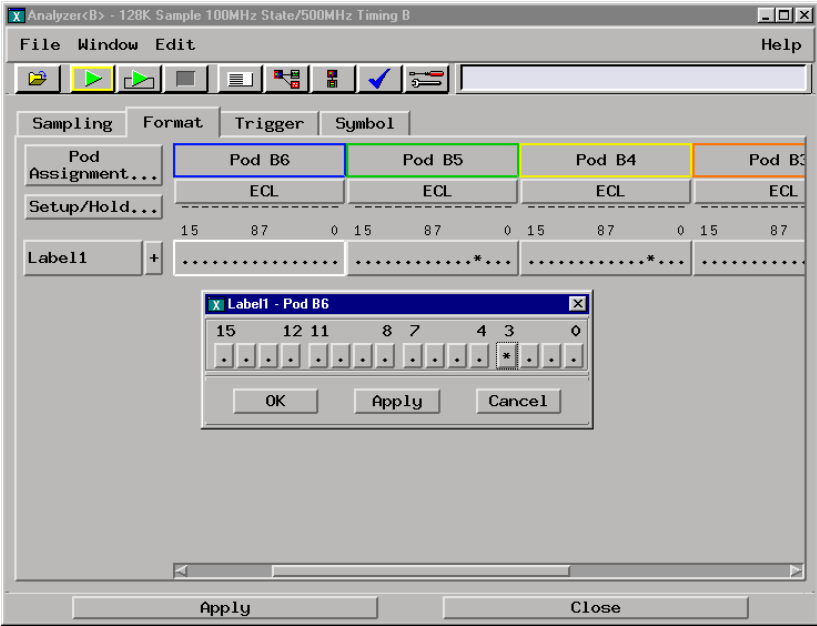 Analyzer<B> - 128K Sample 100MHz State/500MHz Timing B
File Window Edit Help
Sampling Format Trigger Symbol
Pod Assignment... Pod B6 Pod B5 Pod B4 Pod B3
ECL ECL ECL ECL
Setup/Hold...
15 87 0 15 87 0 15 87 0 15 87
Label1 + ................ ............*... ............*... ...........
Label1 - Pod B6
15 12 11 8 7 4 3 0
. . . . . . . . . . . . * . . .
OK Apply Cancel
Apply Close